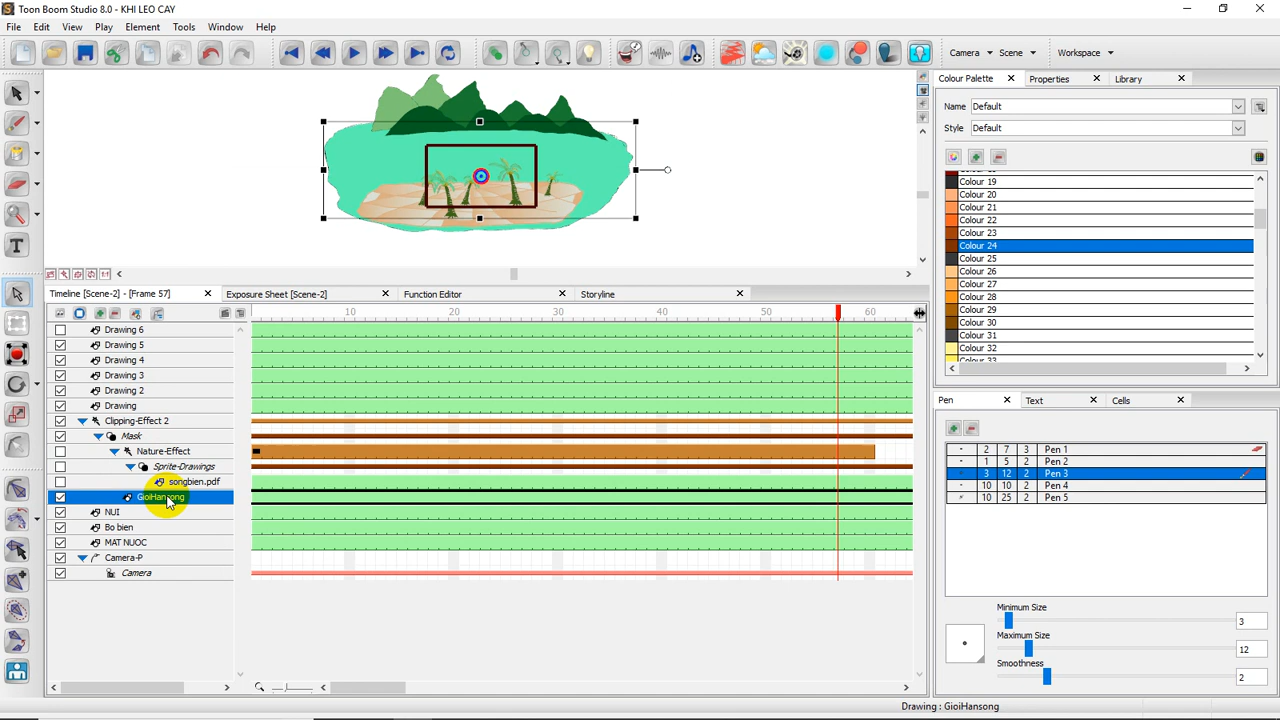 Toon Boom Studio 8.0 - KHI LEO CAY
File Edit View Play Element Tools Window Help
Camera Scene Workspace
Colour Palette Properties Library
Name Default
Style Default
Colour 19
Colour 20
Colour 21
Colour 22
Colour 23
Colour 24
Colour 25
Colour 26
Colour 27
Colour 28
Colour 29
Colour 30
Colour 31
Colour 32
Colour 33
Timeline [Scene-2] - [Frame 57] Exposure Sheet [Scene-2] Function Editor Storyline
10 20 30 40 50 60
Drawing 6
Drawing 5
Drawing 4
Drawing 3
Drawing 2
Drawing
Clipping-Effect 2
Mask
Nature-Effect
Sprite-Drawings
songbien.pdf
GioiHansong
NUI
Bo bien
MAT NUOC
Camera-P
Camera
Pen Text Cells
2 7 3 Pen 1
1 5 2 Pen 2
3 12 2 Pen 3
10 10 2 Pen 4
10 25 2 Pen 5
Minimum Size
3
Maximum Size
12
Smoothness
2
Drawing : GioiHansong